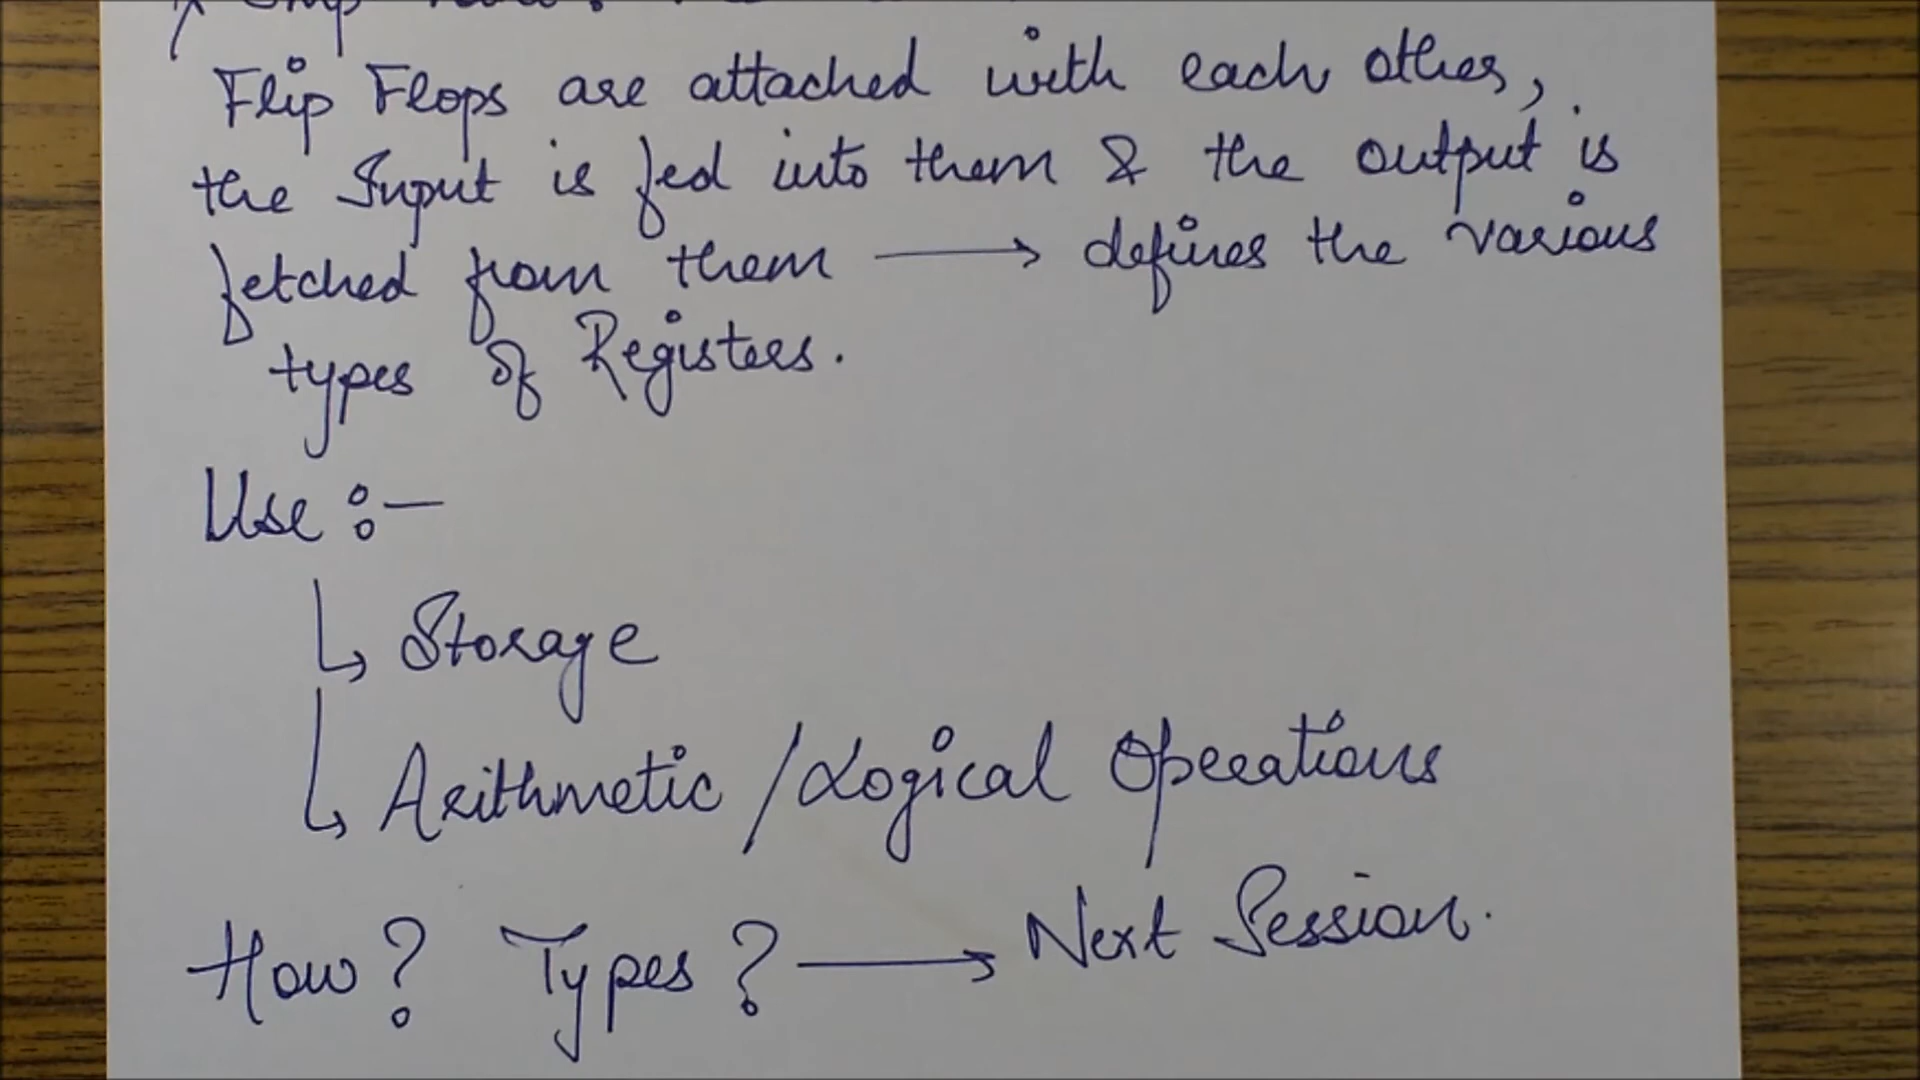 Flip Flops are attached with each other,
the Input is fed into them & the output is
fetched from them → defines the various
types of Registers.
Use :-
↳ Storage
↳ Arithmetic / Logical Operations
How? Types? → Next Session.